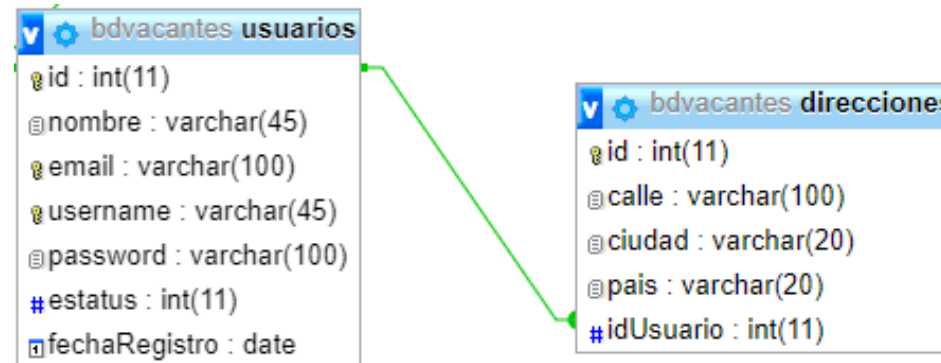 bdvacantes usuarios
id : int(11)
nombre : varchar(45)
email : varchar(100)
username : varchar(45)
password : varchar(100)
# estatus : int(11)
fechaRegistro : date
bdvacantes direcciones
id : int(11)
calle : varchar(100)
ciudad : varchar(20)
pais : varchar(20)
# idUsuario : int(11)